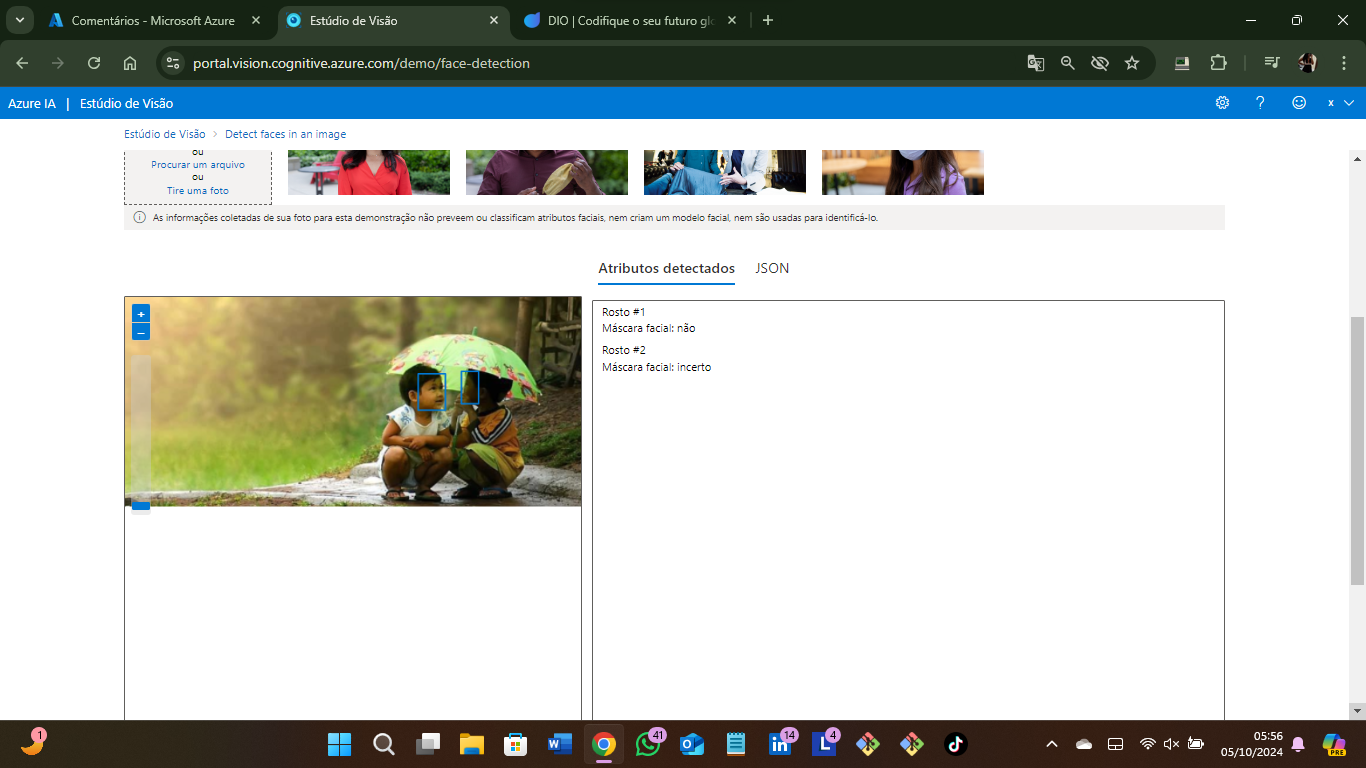 Comentários - Microsoft Azure
Estúdio de Visão
DIO | Codifique o seu futuro glo
portal.vision.cognitive.azure.com/demo/face-detection
Azure IA | Estúdio de Visão
x
Estúdio de Visão > Detect faces in an image
ou
Procurar um arquivo
ou
Tire uma foto
As informações coletadas de sua foto para esta demonstração não preveem ou classificam atributos faciais, nem criam um modelo facial, nem são usadas para identificá-lo.
Atributos detectados JSON
+
–
Rosto #1
Máscara facial: não
Rosto #2
Máscara facial: incerto
1
41
14
4
05:56
05/10/2024
PRE